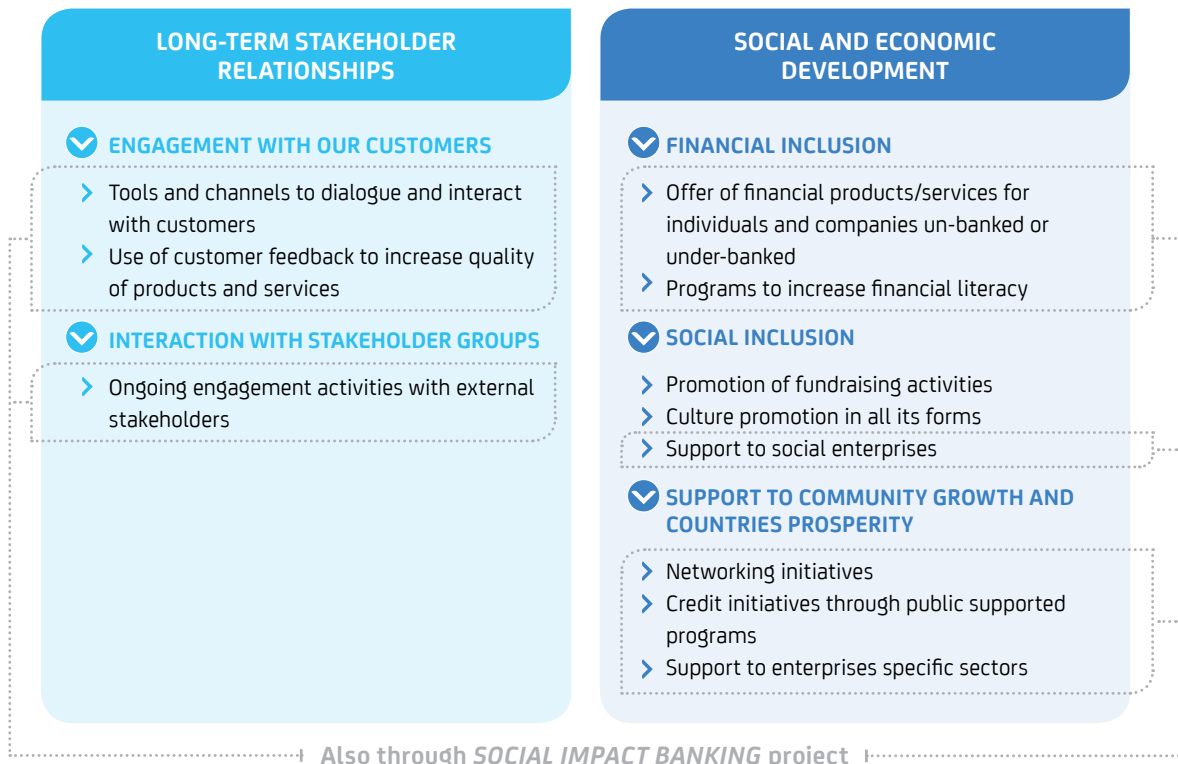 LONG-TERM STAKEHOLDER
RELATIONSHIPS
ENGAGEMENT WITH OUR CUSTOMERS
Tools and channels to dialogue and interact
with customers
Use of customer feedback to increase quality
of products and services
INTERACTION WITH STAKEHOLDER GROUPS
Ongoing engagement activities with external
stakeholders
SOCIAL AND ECONOMIC
DEVELOPMENT
FINANCIAL INCLUSION
Offer of financial products/services for
individuals and companies un-banked or
under-banked
Programs to increase financial literacy
SOCIAL INCLUSION
Promotion of fundraising activities
Culture promotion in all its forms
Support to social enterprises
SUPPORT TO COMMUNITY GROWTH AND
COUNTRIES PROSPERITY
Networking initiatives
Credit initiatives through public supported
programs
Support to enterprises specific sectors
Also through SOCIAL IMPACT BANKING project